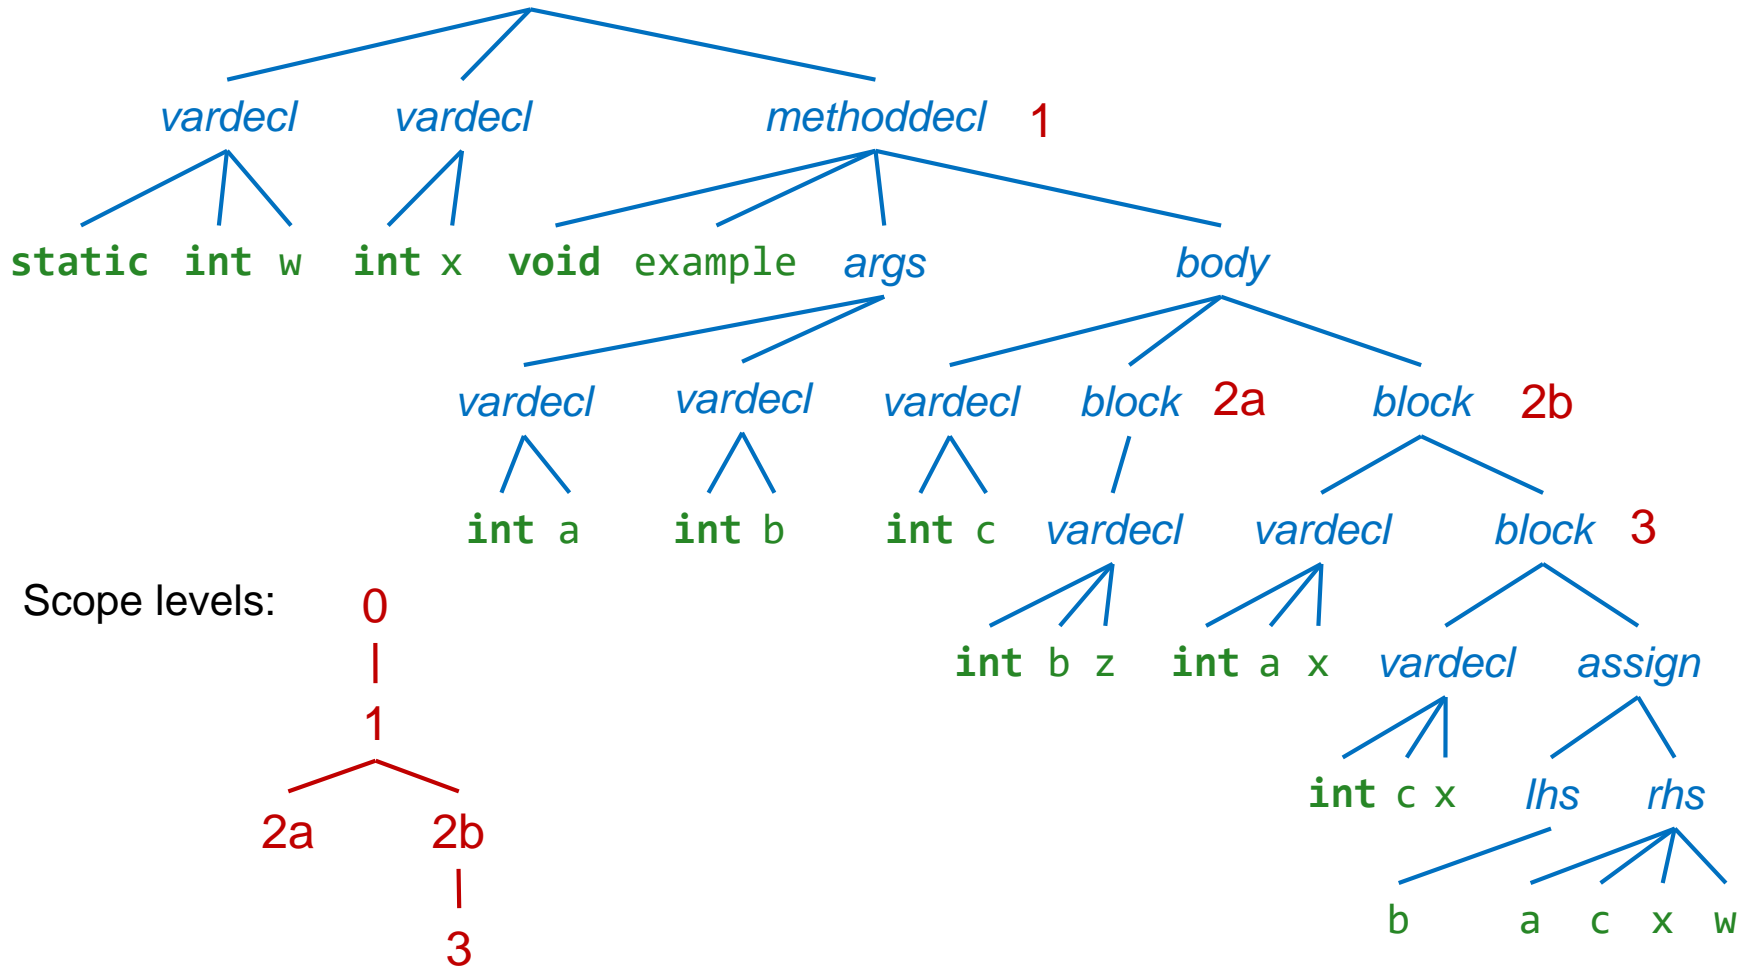 vardecl vardecl methoddecl 1
static int w int x void example args body
vardecl vardecl vardecl block 2a block 2b
int a int b int c vardecl vardecl block 3
Scope levels: 0
int b z int a x vardecl assign
1
int c x lhs rhs
2a 2b
b a c x w
3